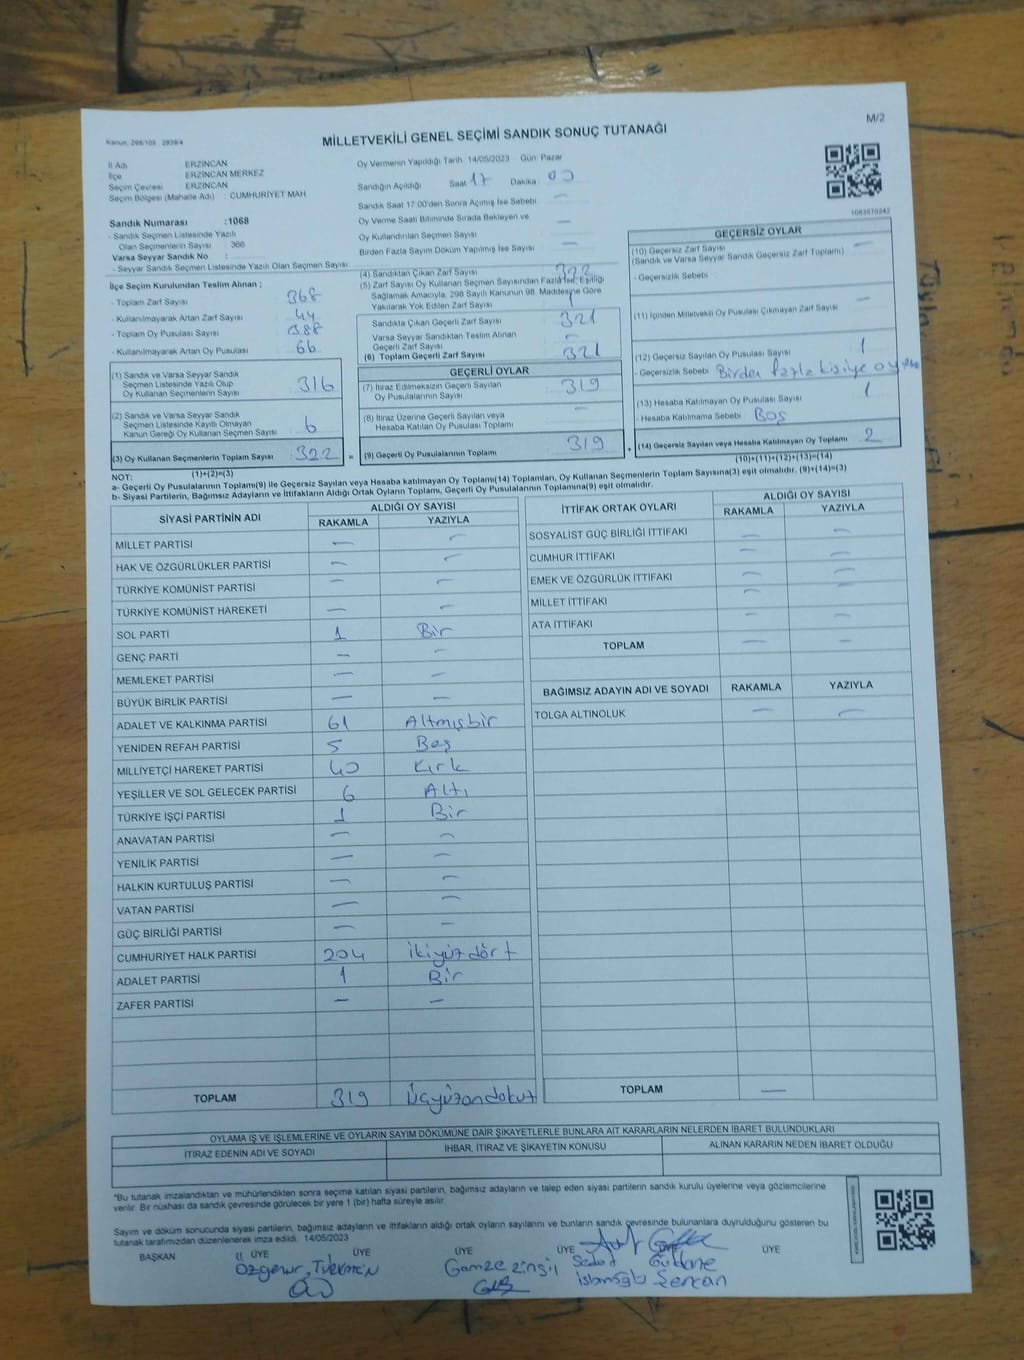 M/2
Kanun: 298/105 2839/4
MİLLETVEKİLİ GENEL SEÇİMİ SANDIK SONUÇ TUTANAĞI
İl Adı ERZİNCAN
İlçe ERZİNCAN MERKEZ
Seçim Çevresi ERZİNCAN
Seçim Bölgesi (Mahalle Adı) : CUMHURİYET MAH.
Sandık Numarası :1068
- Sandık Seçmen Listesinde Yazılı
Olan Seçmenlerin Sayısı : 366
Varsa Seyyar Sandık No :
- Seyyar Sandık Seçmen Listesinde Yazılı Olan Seçmen Sayısı:
İlçe Seçim Kurulundan Teslim Alınan ;
- Toplam Zarf Sayısı : 368
- Kullanılmayarak Artan Zarf Sayısı : 44
- Toplam Oy Pusulası Sayısı : 388
- Kullanılmayarak Artan Oy Pusulası : 66
(1) Sandık ve Varsa Seyyar Sandık
Seçmen Listesinde Yazılı Olup
Oy Kullanan Seçmenlerin Sayısı : 316
(2) Sandık ve Varsa Seyyar Sandık
Seçmen Listesinde Kayıtlı Olmayan
Kanun Gereği Oy Kullanan Seçmen Sayısı : 6
(3) Oy Kullanan Seçmenlerin Toplam Sayısı : 322 =
(1)+(2)=(3)
Oy Vermenin Yapıldığı Tarih 14/05/2023 Gün: Pazar
Sandığın Açıldığı Saat 17 Dakika 00
Sandık Saat 17.00'den Sonra Açılmış İse Sebebi —
Oy Verme Saati Bitiminde Sırada Bekleyen ve
Oy Kullandırılan Seçmen Sayısı —
Birden Fazla Sayım Döküm Yapılmış İse Sayısı : —
(4) Sandıktan Çıkan Zarf Sayısı : 322
(5) Zarf Sayısı Oy Kullanan Seçmen Sayısından Fazla İse, Eşitliği
Sağlamak Amacıyla, 298 Sayılı Kanunun 98. Maddesine Göre
Yakılarak Yok Edilen Zarf Sayısı
Sandıkta Çıkan Geçerli Zarf Sayısı : 321
Varsa Seyyar Sandıktan Teslim Alınan
Geçerli Zarf Sayısı : —
(6) Toplam Geçerli Zarf Sayısı : 321
GEÇERLİ OYLAR
(7) İtiraz Edilmeksizin Geçerli Sayılan
Oy Pusulalarının Sayısı : 319
(8) İtiraz Üzerine Geçerli Sayılan veya
Hesaba Katılan Oy Pusulası Toplamı : —
(9) Geçerli Oy Pusulalarının Toplamı : 319 +
1083570242
GEÇERSİZ OYLAR
(10) Geçersiz Zarf Sayısı —
(Sandık ve Varsa Seyyar Sandık Geçersiz Zarf Toplamı)
- Geçersizlik Sebebi :
(11) İçinden Milletvekili Oy Pusulası Çıkmayan Zarf Sayısı —
(12) Geçersiz Sayılan Oy Pusulası Sayısı 1
- Geçersizlik Sebebi : Birden fazla kişiye oy
(13) Hesaba Katılmayan Oy Pusulası Sayısı 1
- Hesaba Katılmama Sebebi : Boş
(14) Geçersiz Sayılan veya Hesaba Katılmayan Oy Toplamı : 2
(10)+(11)+(12)+(13)=(14)
NOT:
a- Geçerli Oy Pusulalarının Toplamı(9) ile Geçersiz Sayılan veya Hesaba katılmayan Oy Toplamı(14) Toplamları, Oy Kullanan Seçmenlerin Toplam Sayısına(3) eşit olmalıdır. (9)+(14)=(3)
b- Siyasi Partilerin, Bağımsız Adayların ve İttifakların Aldığı Ortak Oyların Toplamı, Geçerli Oy Pusulalarının Toplamına(9) eşit olmalıdır.
SİYASİ PARTİNİN ADI ALDIĞI OY SAYISI
RAKAMLA YAZIYLA
MİLLET PARTİSİ — —
HAK VE ÖZGÜRLÜKLER PARTİSİ — —
TÜRKİYE KOMÜNİST PARTİSİ — —
TÜRKİYE KOMÜNİST HAREKETİ — —
SOL PARTİ 1 Bir
GENÇ PARTİ — —
MEMLEKET PARTİSİ — —
BÜYÜK BİRLİK PARTİSİ — —
ADALET VE KALKINMA PARTİSİ 61 Altmışbir
YENİDEN REFAH PARTİSİ 5 Beş
MİLLİYETÇİ HAREKET PARTİSİ 40 Kırk
YEŞİLLER VE SOL GELECEK PARTİSİ 6 Altı
TÜRKİYE İŞÇİ PARTİSİ 1 Bir
ANAVATAN PARTİSİ — —
YENİLİK PARTİSİ — —
HALKIN KURTULUŞ PARTİSİ — —
VATAN PARTİSİ — —
GÜÇ BİRLİĞİ PARTİSİ — —
CUMHURİYET HALK PARTİSİ 204 ikiyüzdört
ADALET PARTİSİ 1 Bir
ZAFER PARTİSİ — —
TOPLAM 319 Üçyüzondokuz
İTTİFAK ORTAK OYLARI ALDIĞI OY SAYISI
RAKAMLA YAZIYLA
SOSYALİST GÜÇ BİRLİĞİ İTTİFAKI — —
CUMHUR İTTİFAKI — —
EMEK VE ÖZGÜRLÜK İTTİFAKI — —
MİLLET İTTİFAKI — —
ATA İTTİFAKI — —
TOPLAM — —
BAĞIMSIZ ADAYIN ADI VE SOYADI RAKAMLA YAZIYLA
TOLGA ALTINOLUK — —
TOPLAM —
OYLAMA İŞ VE İŞLEMLERİNE VE OYLARIN SAYIM DÖKÜMÜNE DAİR ŞİKAYETLERLE BUNLARA AİT KARARLARIN NELERDEN İBARET BULUNDUKLARI
İTİRAZ EDENİN ADI VE SOYADI İHBAR, İTİRAZ VE ŞİKAYETİN KONUSU ALINAN KARARIN NEDEN İBARET OLDUĞU
*Bu tutanak imzalandıktan ve mühürlendikten sonra seçime katılan siyasi partilerin, bağımsız adayların ve talep eden siyasi partilerin sandık kurulu üyelerine veya gözlemcilerine
verilir. Bir nüshası da sandık çevresinde görülecek bir yere 1 (bir) hafta süreyle asılır.
Sayım ve döküm sonucunda siyasi partilerin, bağımsız adayların ve ittifakların aldığı ortak oyların sayılarını ve bunların sandık çevresinde bulunanlara duyrulduğunu gösteren bu
tutanak tarafımızdan düzenlenerek imza edildi. 14/05/2023
BAŞKAN ÜYE ÜYE ÜYE ÜYE ÜYE
Özgenur Türkmen Gamze Sedat Güldane
Şencan